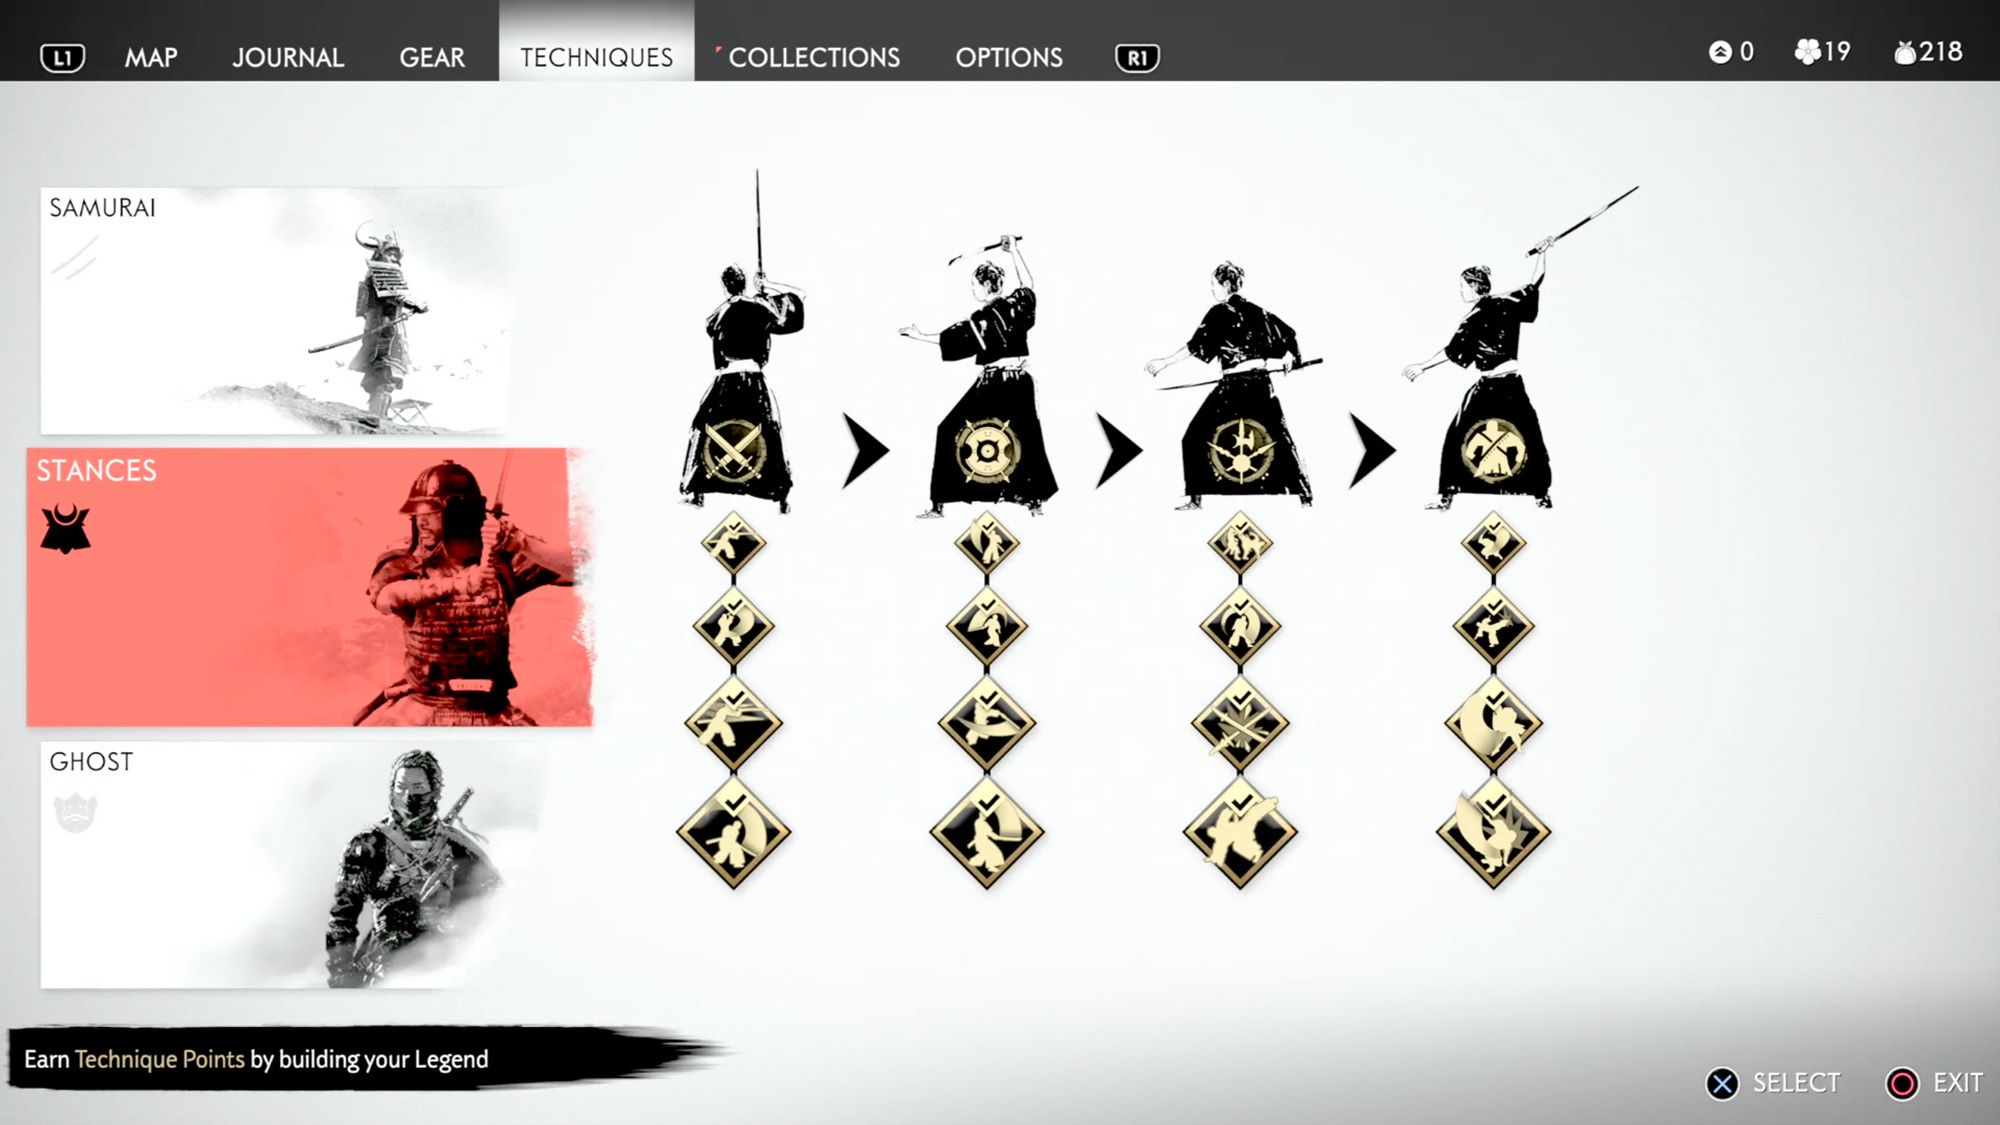 L1 MAP JOURNAL GEAR TECHNIQUES COLLECTIONS OPTIONS R1 0 19 218
SAMURAI
STANCES
GHOST
Earn Technique Points by building your Legend
SELECT EXIT